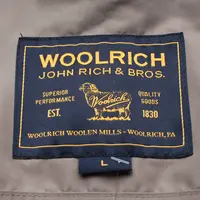 WOOLRICH
JOHN RICH & BROS.
SUPERIOR PERFORMANCE
QUALITY GOODS
EST.
1830
Woolrich
WOOLRICH WOOLEN MILLS - WOOLRICH, PA
L